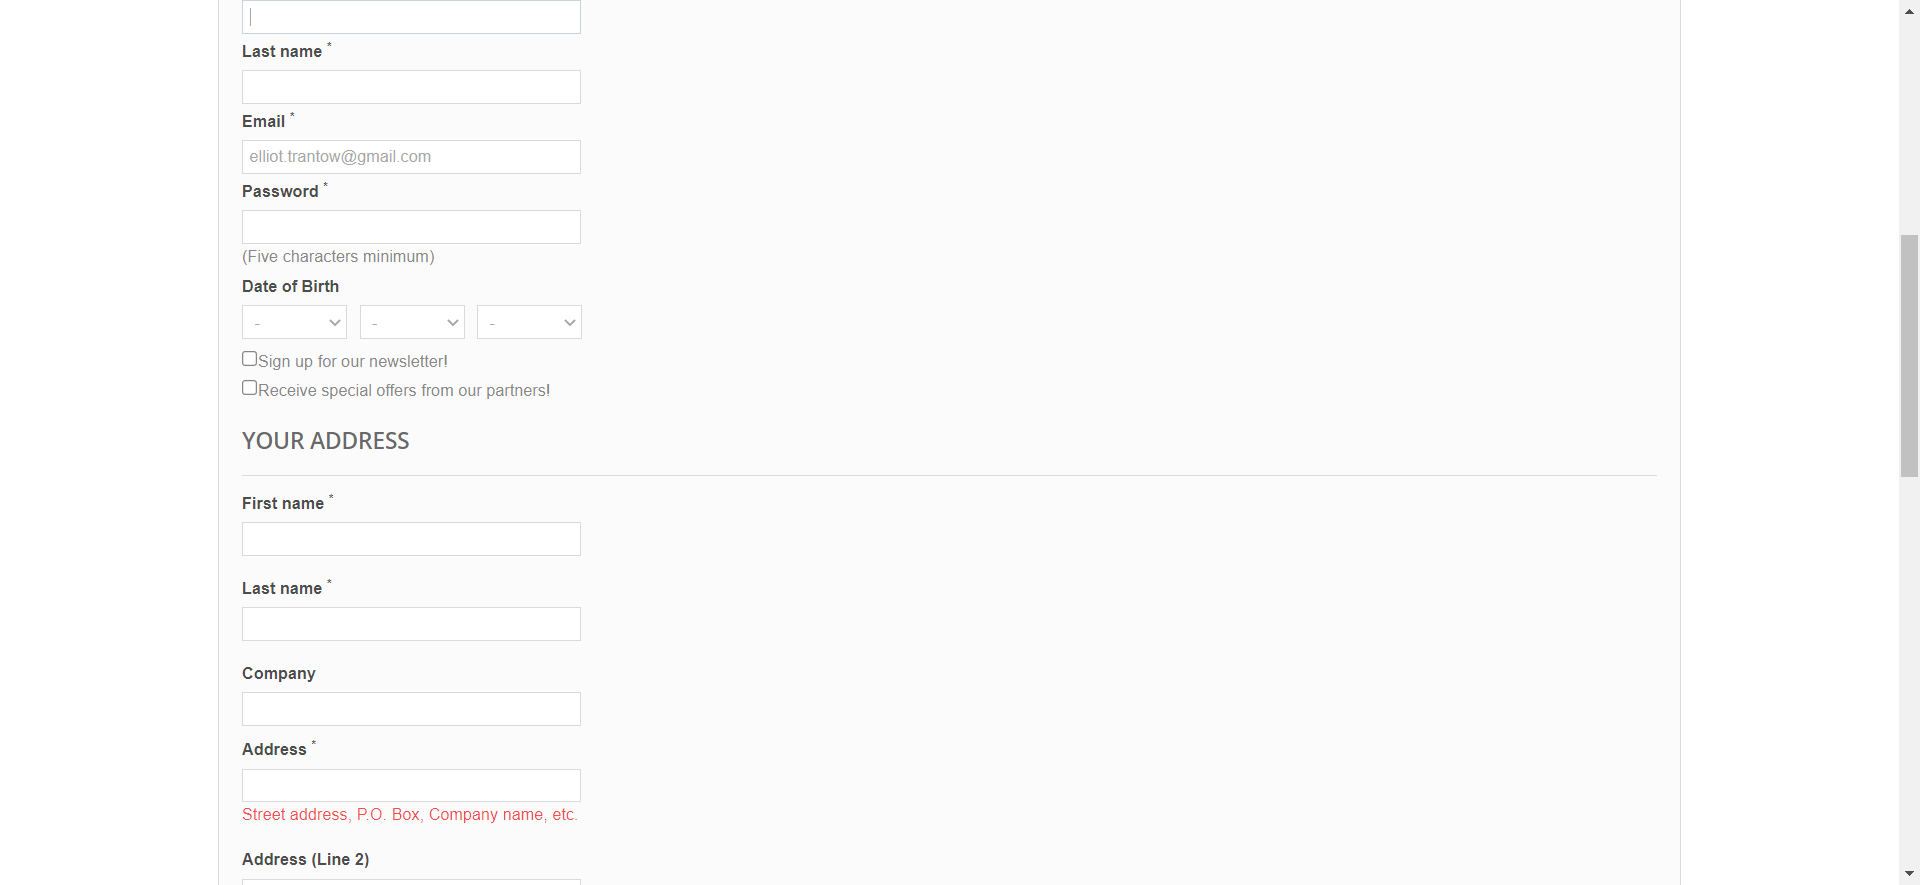 Last name *
Email *
elliot.trantow@gmail.com
Password *
(Five characters minimum)
Date of Birth
- - -
Sign up for our newsletter!
Receive special offers from our partners!
YOUR ADDRESS
First name *
Last name *
Company
Address *
Street address, P.O. Box, Company name, etc.
Address (Line 2)